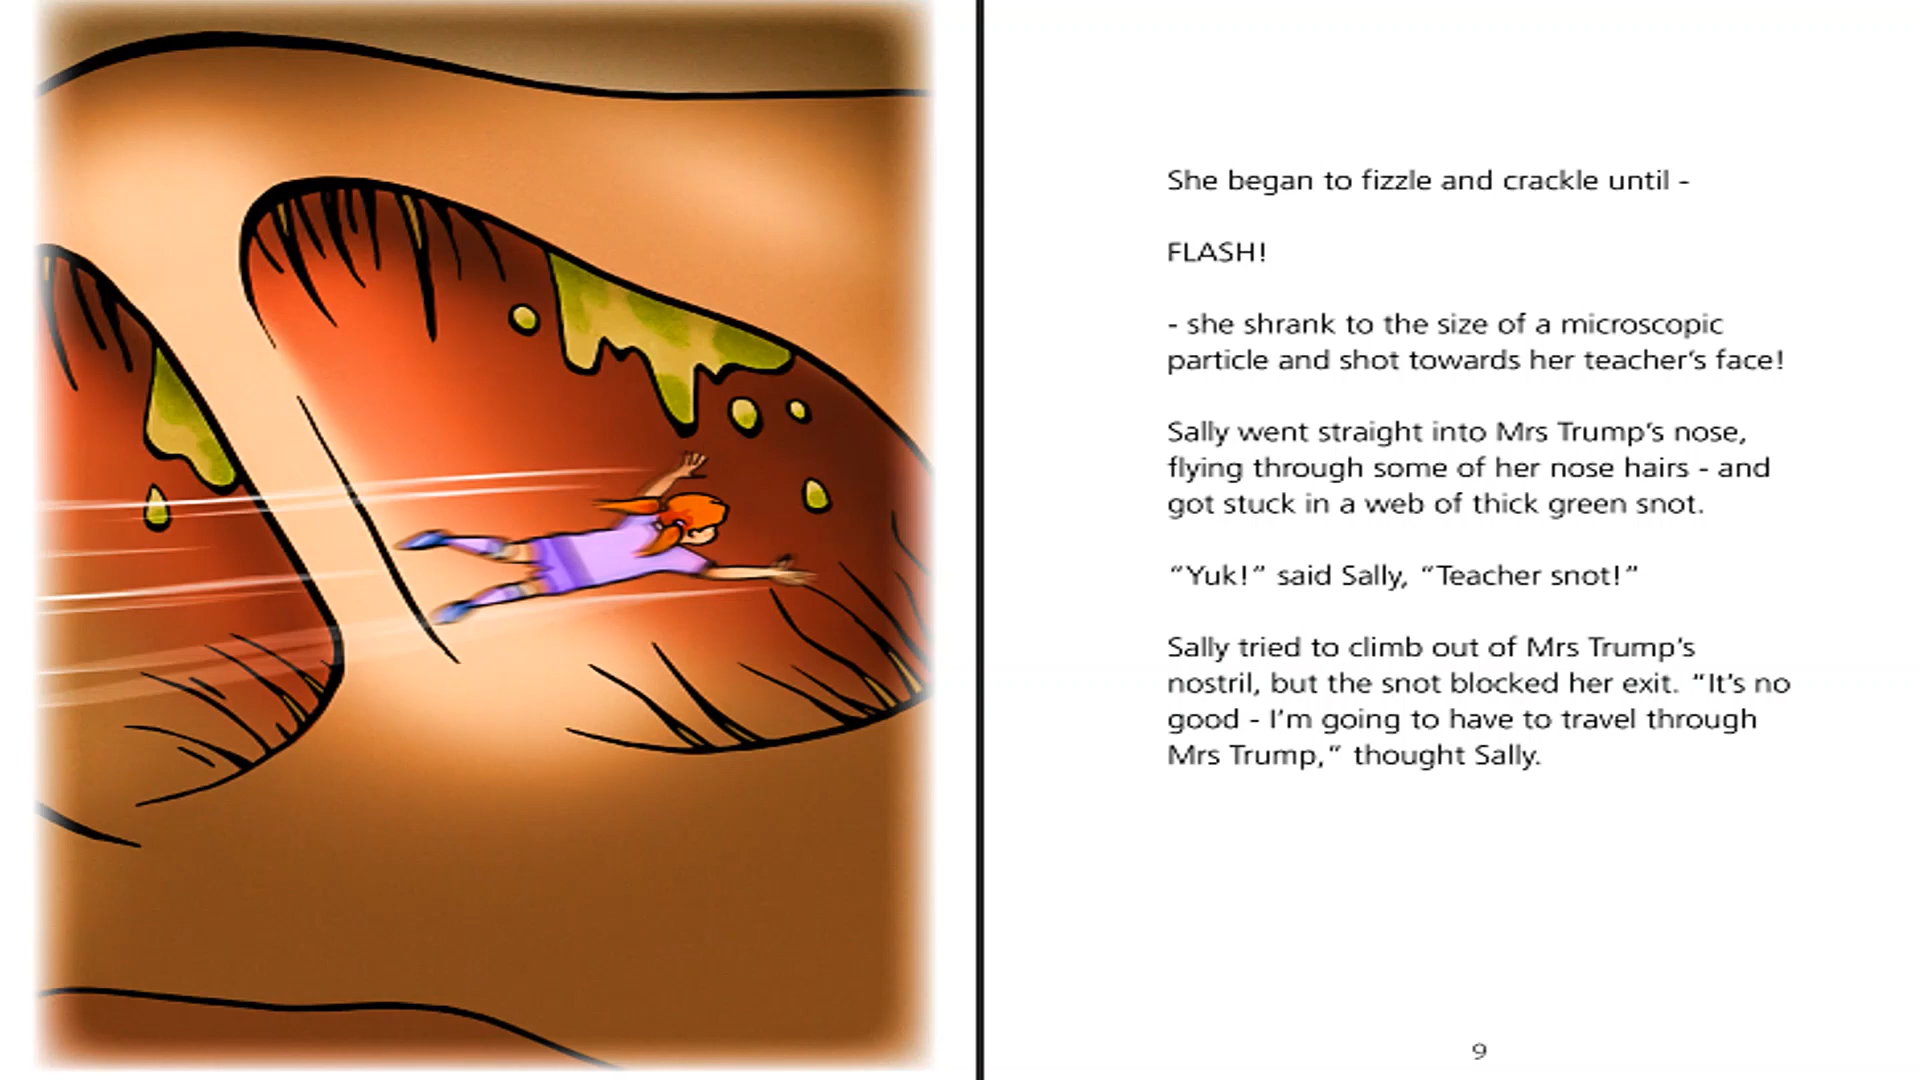 She began to fizzle and crackle until -
FLASH!
- she shrank to the size of a microscopic
particle and shot towards her teacher’s face!
Sally went straight into Mrs Trump’s nose,
flying through some of her nose hairs - and
got stuck in a web of thick green snot.
“Yuk!” said Sally, “Teacher snot!”
Sally tried to climb out of Mrs Trump’s
nostril, but the snot blocked her exit. “It’s no
good - I’m going to have to travel through
Mrs Trump,” thought Sally.
9